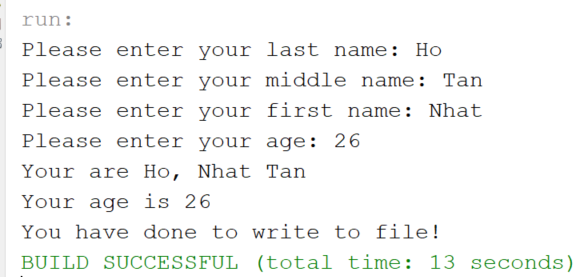 run:
Please enter your last name: Ho
Please enter your middle name: Tan
Please enter your first name: Nhat
Please enter your age: 26
Your are Ho, Nhat Tan
Your age is 26
You have done to write to file!
BUILD SUCCESSFUL (total time: 13 seconds)